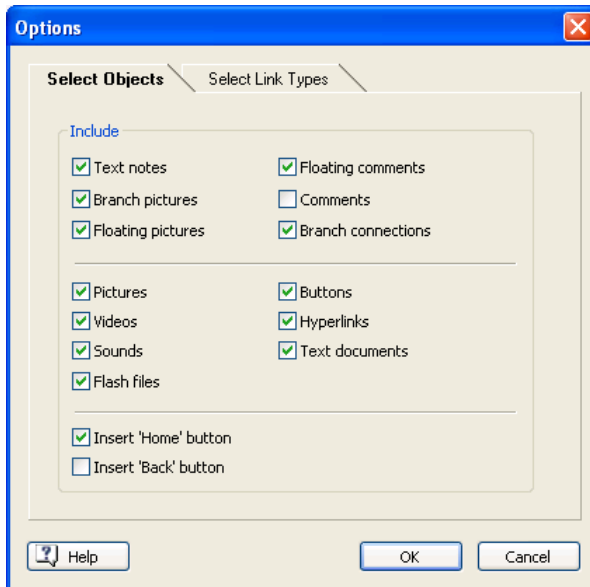 Options
Select Objects Select Link Types
Include
Text notes Floating comments
Branch pictures Comments
Floating pictures Branch connections
Pictures Buttons
Videos Hyperlinks
Sounds Text documents
Flash files
Insert 'Home' button
Insert 'Back' button
Help OK Cancel